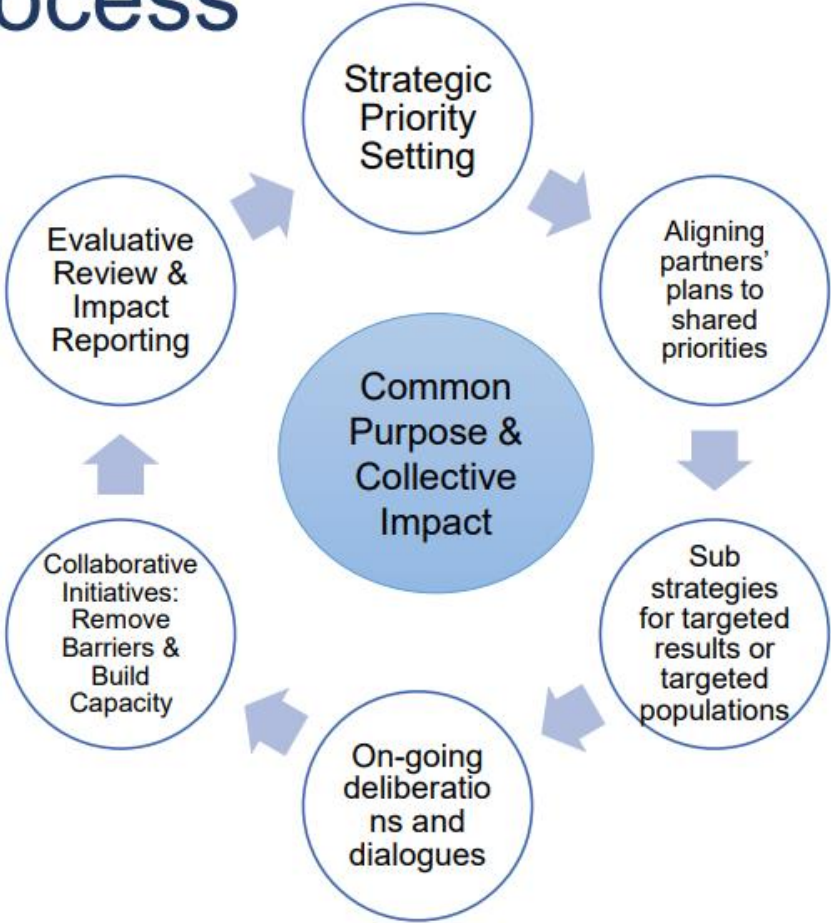 ocess
Strategic
Priority
Setting
Aligning
partners’
plans to
shared
priorities
Sub
strategies
for targeted
results or
targeted
populations
On-going
deliberatio
ns and
dialogues
Collaborative
Initiatives:
Remove
Barriers &
Build
Capacity
Evaluative
Review &
Impact
Reporting
Common
Purpose &
Collective
Impact